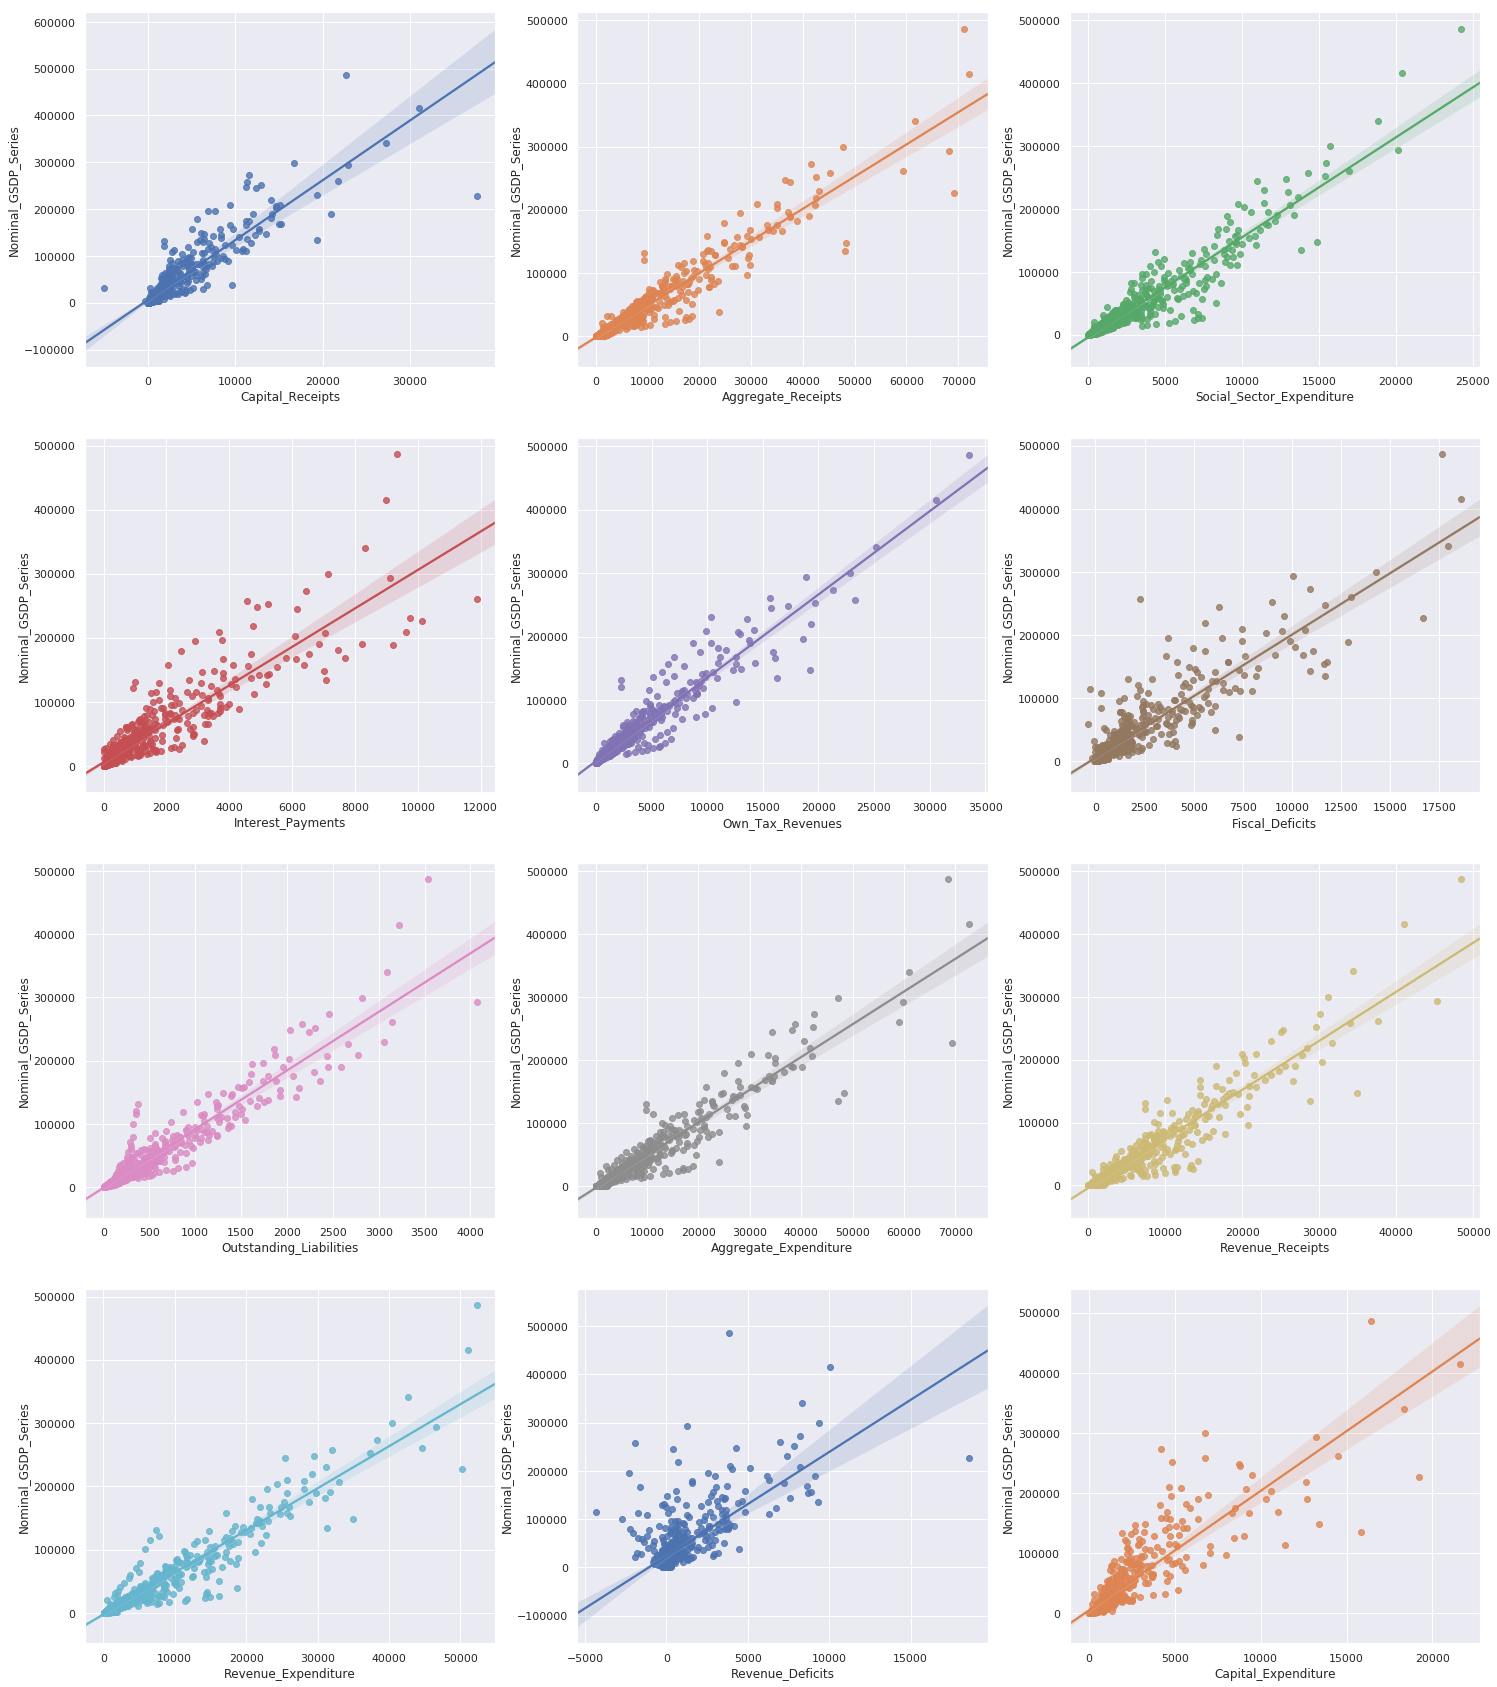 600000
500000
400000
300000
200000
100000
0
−100000
Nominal_GSDP_Series
0 10000 20000 30000
Capital_Receipts
500000
400000
300000
200000
100000
0
Nominal_GSDP_Series
0 10000 20000 30000 40000 50000 60000 70000
Aggregate_Receipts
500000
400000
300000
200000
100000
0
Nominal_GSDP_Series
0 5000 10000 15000 20000 25000
Social_Sector_Expenditure
500000
400000
300000
200000
100000
0
Nominal_GSDP_Series
0 2000 4000 6000 8000 10000 12000
Interest_Payments
500000
400000
300000
200000
100000
0
Nominal_GSDP_Series
0 5000 10000 15000 20000 25000 30000 35000
Own_Tax_Revenues
500000
400000
300000
200000
100000
0
Nominal_GSDP_Series
0 2500 5000 7500 10000 12500 15000 17500
Fiscal_Deficits
500000
400000
300000
200000
100000
0
Nominal_GSDP_Series
0 500 1000 1500 2000 2500 3000 3500 4000
Outstanding_Liabilities
500000
400000
300000
200000
100000
0
Nominal_GSDP_Series
0 10000 20000 30000 40000 50000 60000 70000
Aggregate_Expenditure
500000
400000
300000
200000
100000
0
Nominal_GSDP_Series
0 10000 20000 30000 40000 50000
Revenue_Receipts
500000
400000
300000
200000
100000
0
Nominal_GSDP_Series
0 10000 20000 30000 40000 50000
Revenue_Expenditure
500000
400000
300000
200000
100000
0
−100000
Nominal_GSDP_Series
−5000 0 5000 10000 15000
Revenue_Deficits
500000
400000
300000
200000
100000
0
Nominal_GSDP_Series
0 5000 10000 15000 20000
Capital_Expenditure